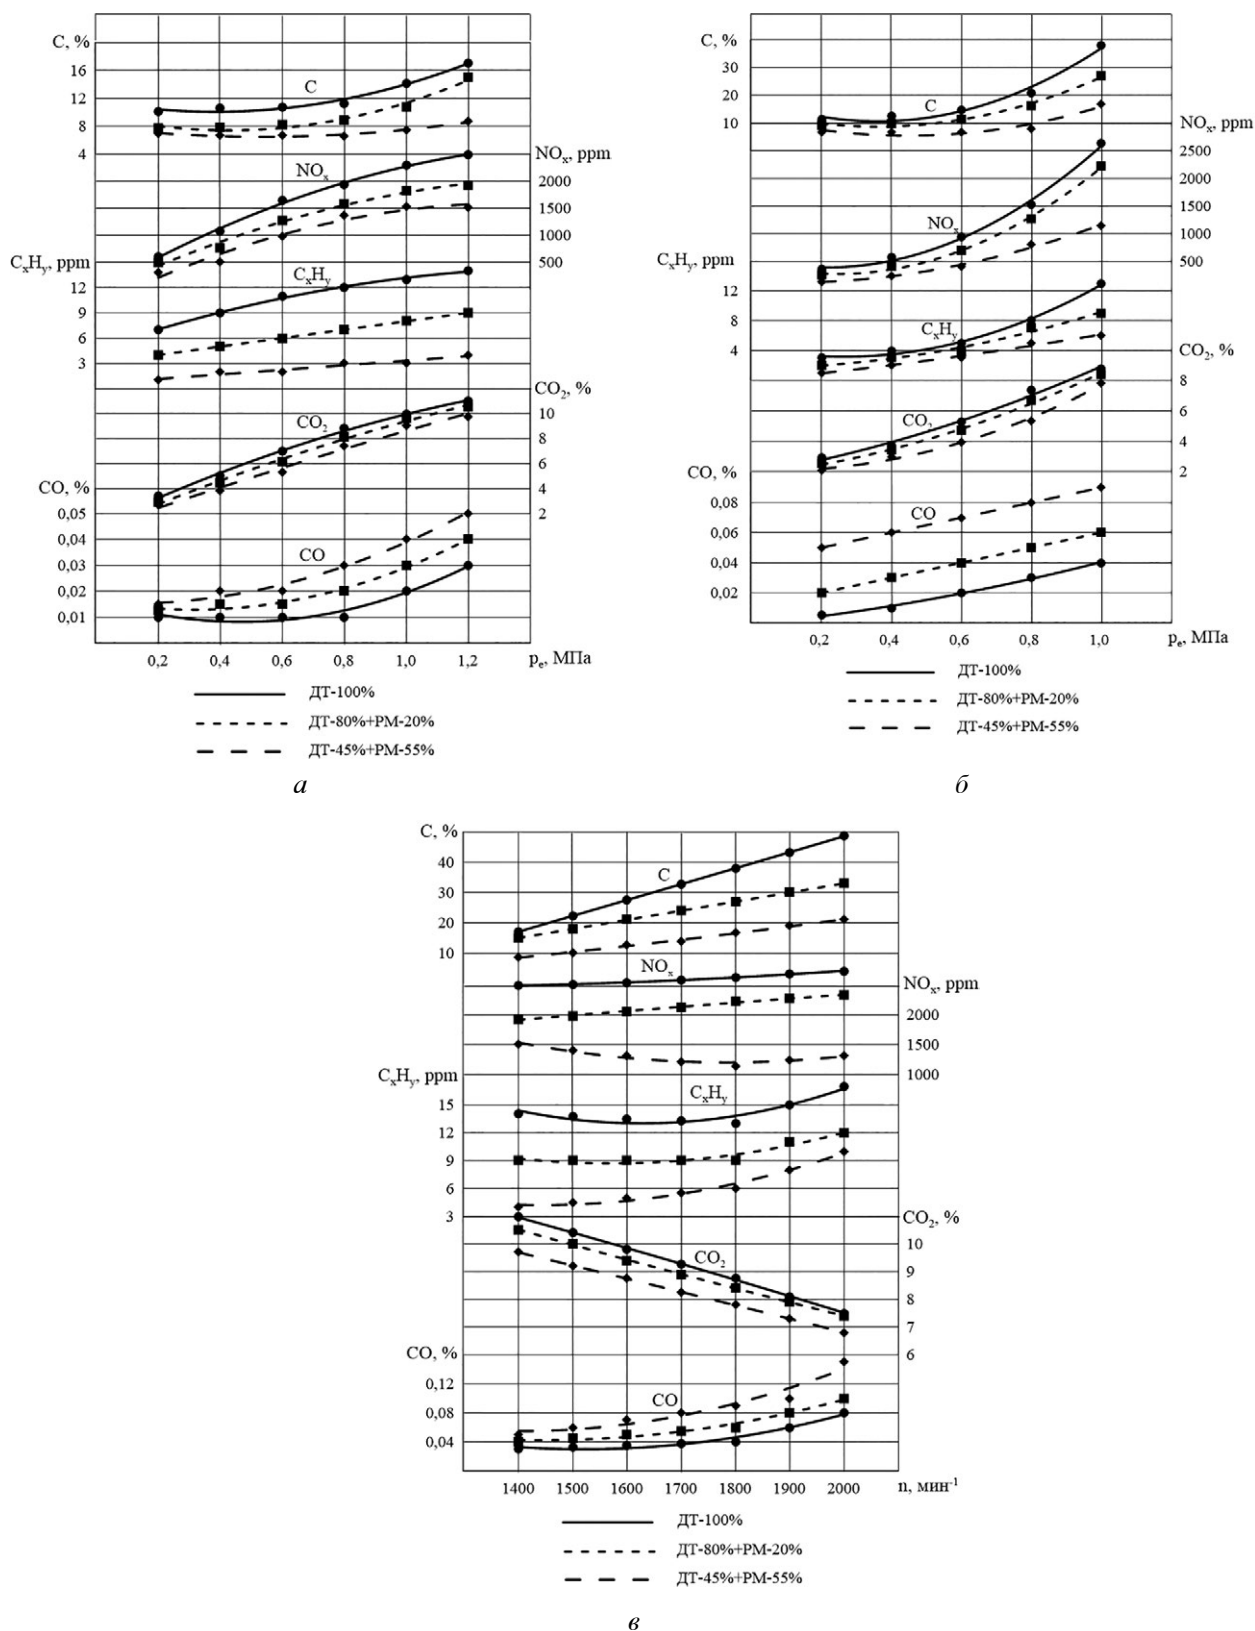 C, %
16
12
8
4
C
NOₓ, ppm
2000
1500
1000
500
NOₓ
CₓHᵧ, ppm
12
9
6
3
CₓHᵧ
CO₂, %
10
8
6
4
2
CO₂
CO, %
0,05
0,04
0,03
0,02
0,01
CO
0,2 0,4 0,6 0,8 1,0 1,2 pₑ, МПа
ДТ-100%
ДТ-80%+РМ-20%
ДТ-45%+РМ-55%
а
C, %
30
20
10
C
NOₓ, ppm
2500
2000
1500
1000
500
NOₓ
CₓHᵧ, ppm
12
8
4
CₓHᵧ
CO₂, %
8
6
4
2
CO₂
CO, %
0,08
0,06
0,04
0,02
CO
0,2 0,4 0,6 0,8 1,0 pₑ, МПа
ДТ-100%
ДТ-80%+РМ-20%
ДТ-45%+РМ-55%
б
C, %
40
30
20
10
C
NOₓ
NOₓ, ppm
2000
1500
1000
CₓHᵧ, ppm
15
12
9
6
3
CₓHᵧ
CO₂, %
10
9
8
7
6
CO₂
CO, %
0,12
0,08
0,04
CO
1400 1500 1600 1700 1800 1900 2000 n, мин⁻¹
ДТ-100%
ДТ-80%+РМ-20%
ДТ-45%+РМ-55%
в